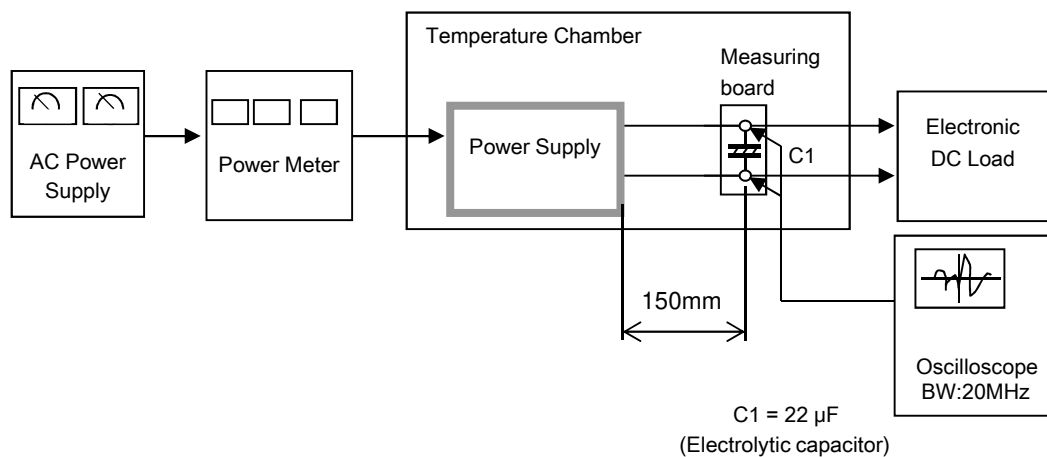 Temperature Chamber
Measuring
board
AC Power
Supply
Power Meter
Power Supply
C1
Electronic
DC Load
150mm
Oscilloscope
BW:20MHz
C1 = 22 µF
(Electrolytic capacitor)